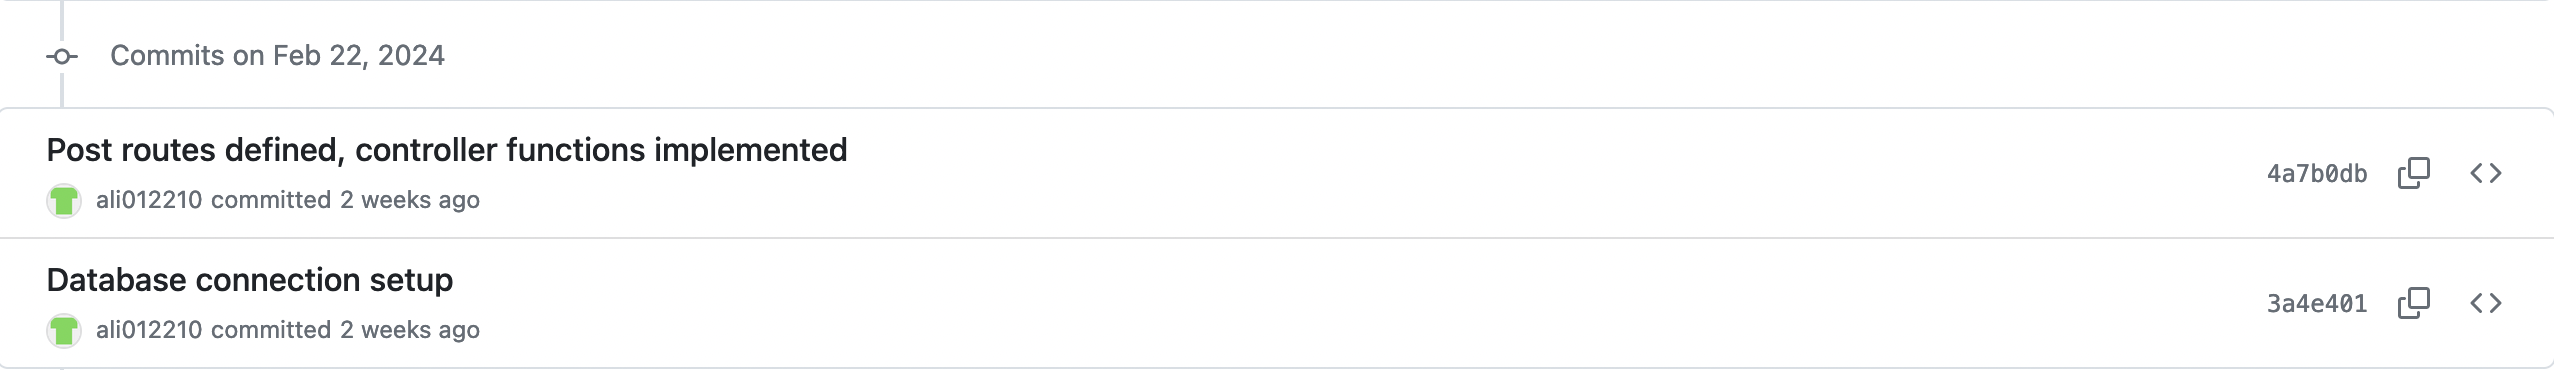 Commits on Feb 22, 2024
Post routes defined, controller functions implemented
ali012210 committed 2 weeks ago
4a7b0db
Database connection setup
ali012210 committed 2 weeks ago
3a4e401